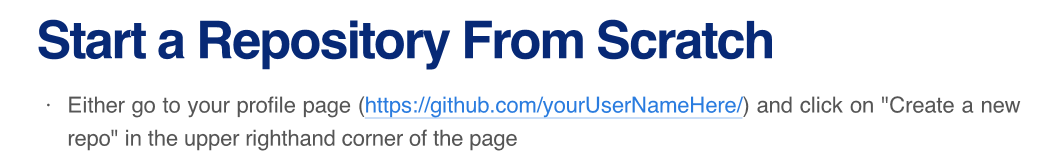 Start a Repository From Scratch
· Either go to your profile page (https://github.com/yourUserNameHere/) and click on "Create a new
repo" in the upper righthand corner of the page